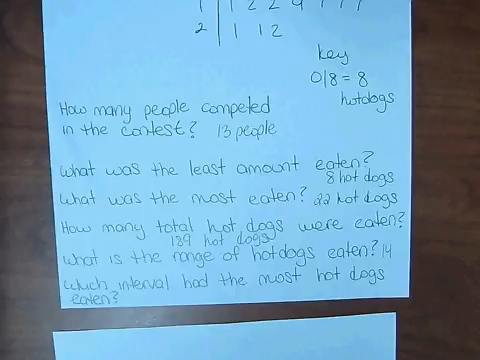 2 | 1 1 2
key
0|8 = 8
hotdogs
How many people competed
in the contest? 13 people
What was the least amount eaten?
8 hot dogs
What was the most eaten? 22 hot dogs
How many total hot dogs were eaten?
189 hot dogs
What is the range of hotdogs eaten? 14
Which interval had the most hot dogs
eaten?